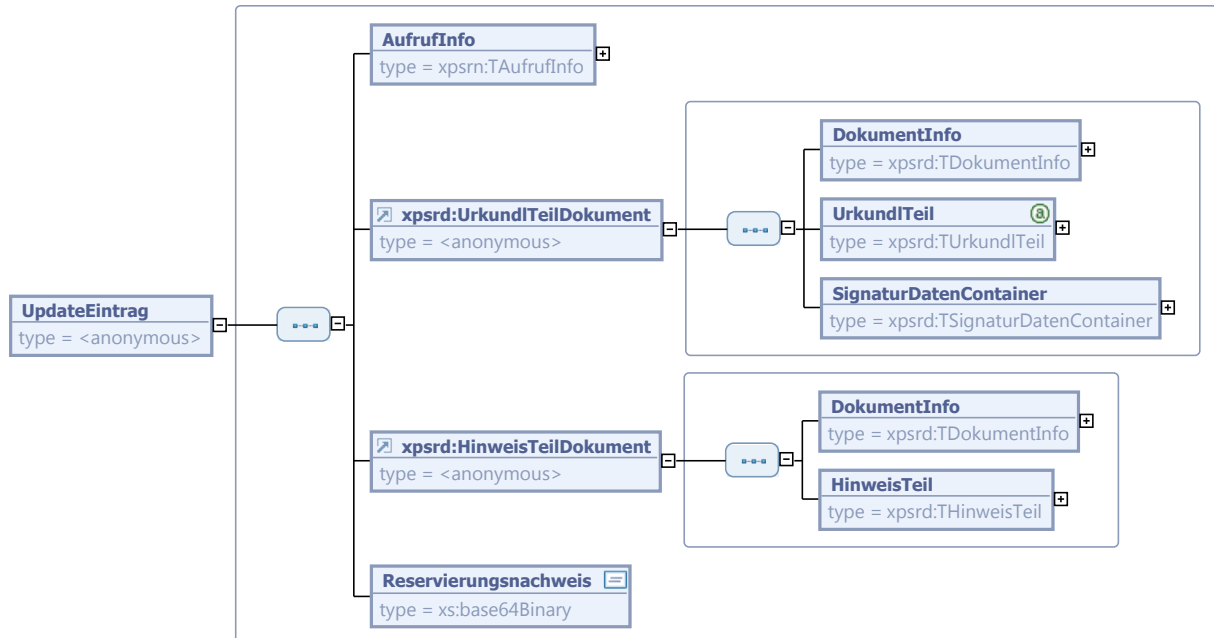 AufrufInfo
type = xpsrn:TAufrufInfo
DokumentInfo
type = xpsrd:TDokumentInfo
xpsrd:UrkundlTeilDokument
type = <anonymous>
UrkundlTeil
a
type = xpsrd:TUrkundlTeil
SignaturDatenContainer
type = xpsrd:TSignaturDatenContainer
UpdateEintrag
type = <anonymous>
DokumentInfo
type = xpsrd:TDokumentInfo
xpsrd:HinweisTeilDokument
type = <anonymous>
HinweisTeil
type = xpsrd:THinweisTeil
Reservierungsnachweis
type = xs:base64Binary